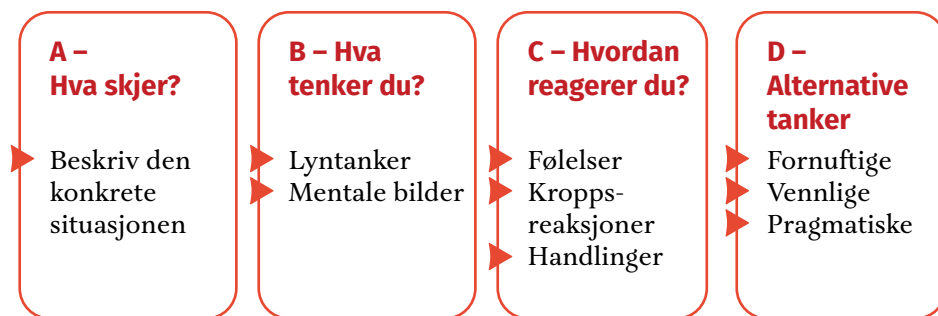 A –
Hva skjer?
Beskriv den
konkrete
situasjonen
B – Hva
tenker du?
Lyntanker
Mentale bilder
C – Hvordan
reagerer du?
Følelser
Kropps-
reaksjoner
Handlinger
D –
Alternative
tanker
Fornuftige
Vennlige
Pragmatiske